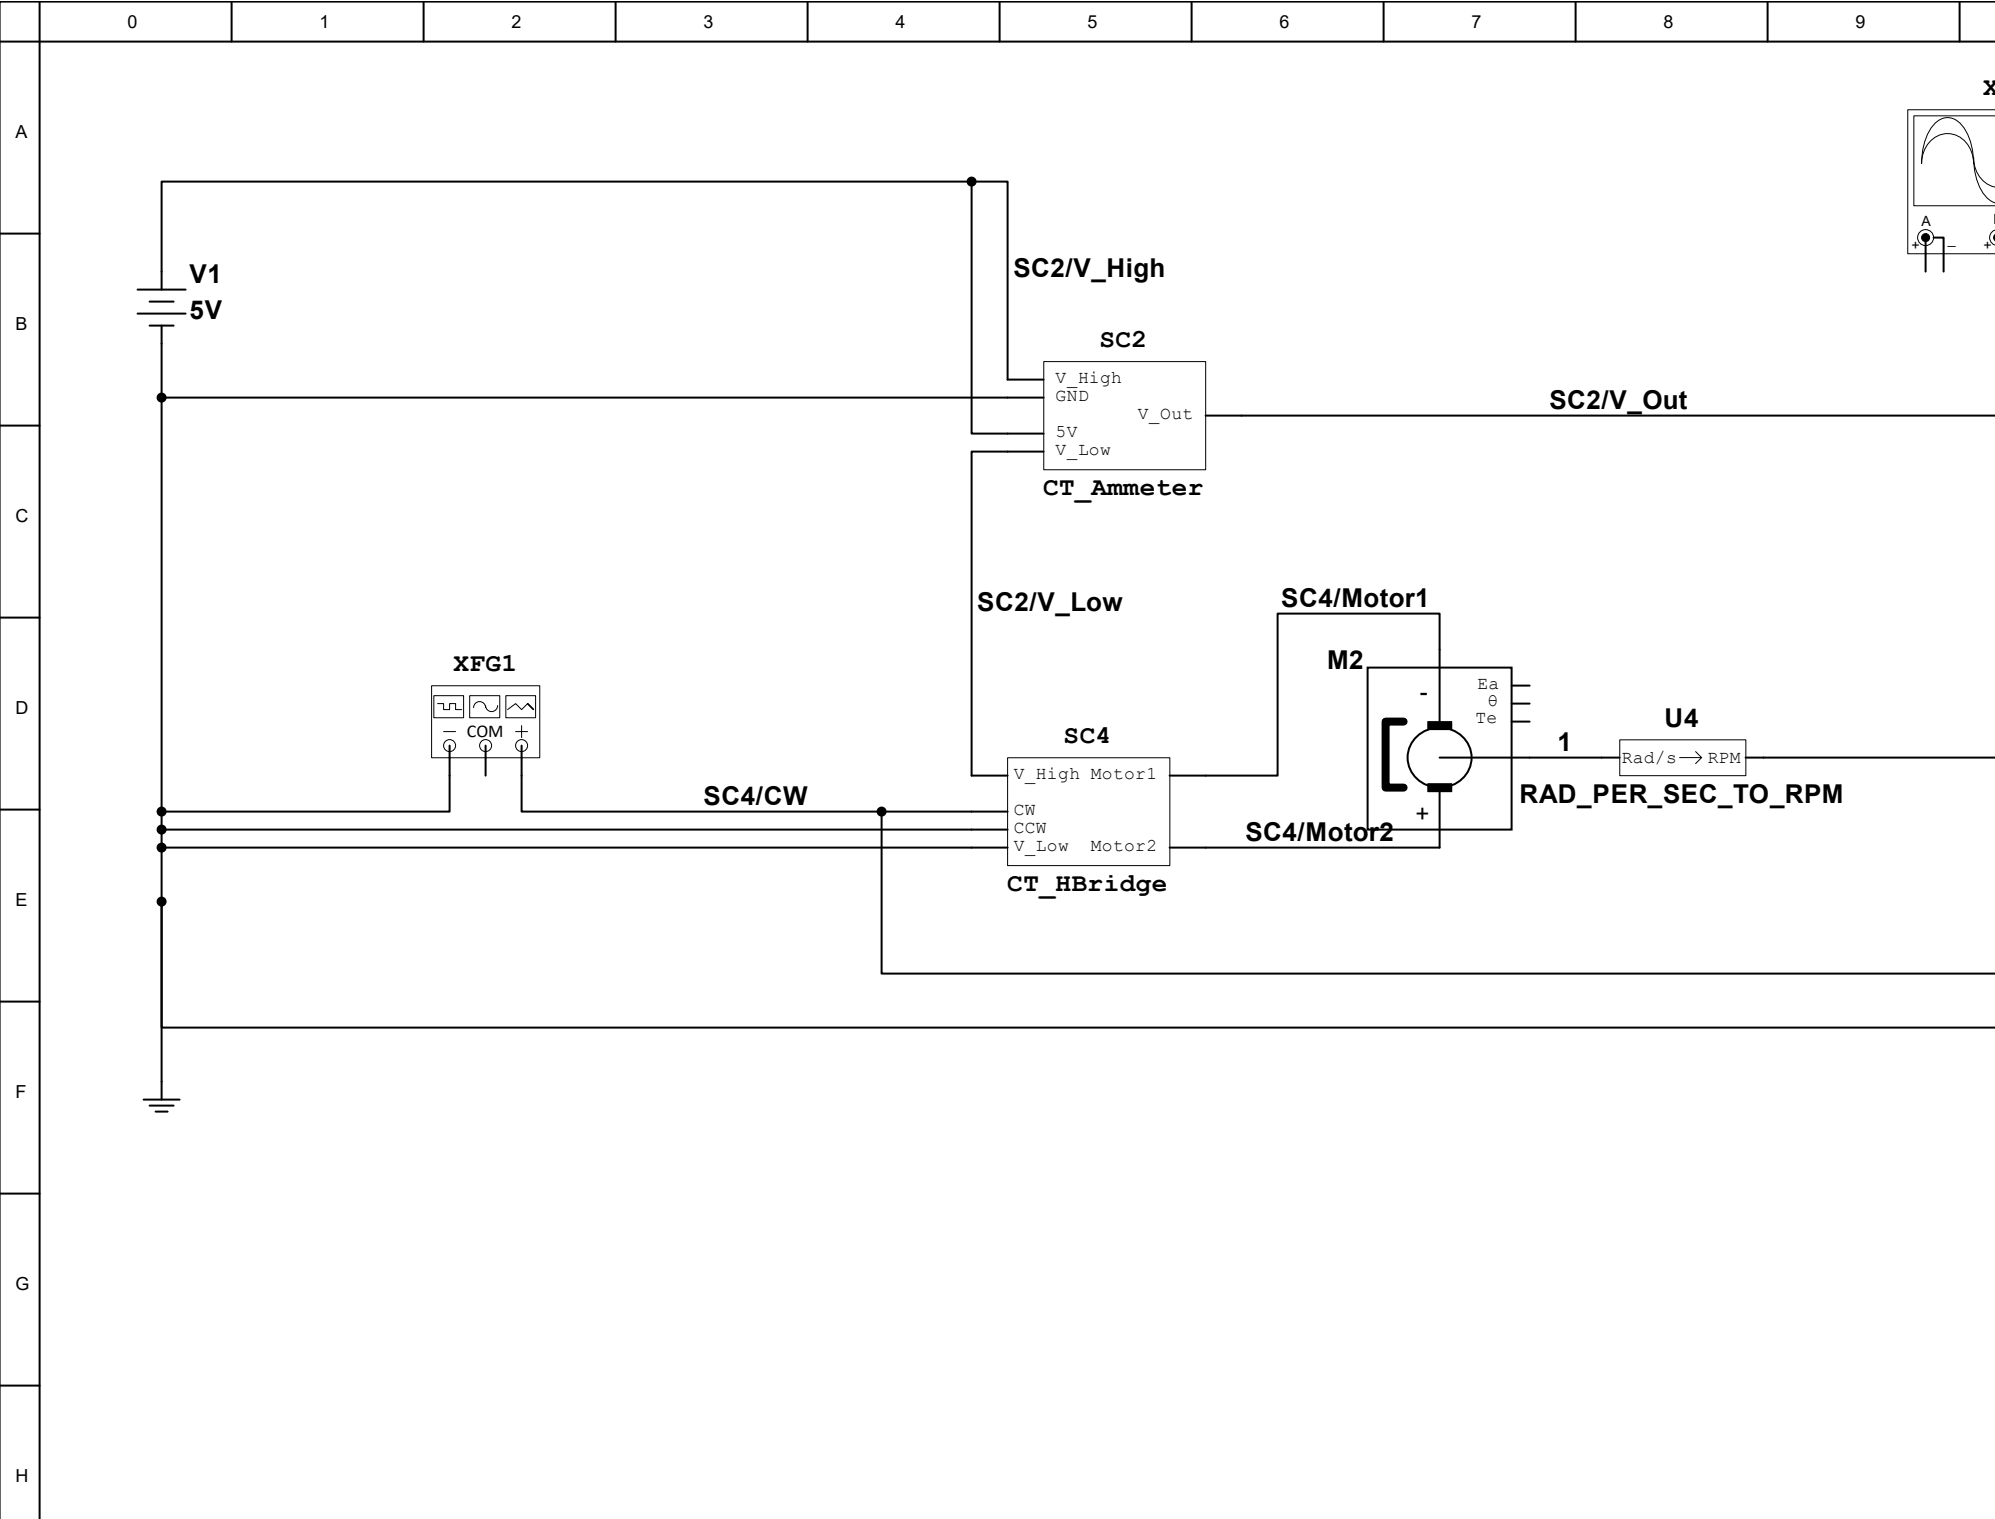 0 1 2 3 4 5 6 7 8 9
A
B
C
D
E
F
G
H
V1
5V
SC2/V_High
SC2
V_High
GND
V_Out
5V
V_Low
CT_Ammeter
SC2/V_Out
A
+ −
+
SC2/V_Low
SC4/Motor1
XFG1
− COM +
SC4/CW
SC4
V_High Motor1
CW
CCW
V_Low Motor2
CT_HBridge
SC4/Motor2
M2
-
+
Ea
θ
Te
1
U4
Rad/s→RPM
RAD_PER_SEC_TO_RPM